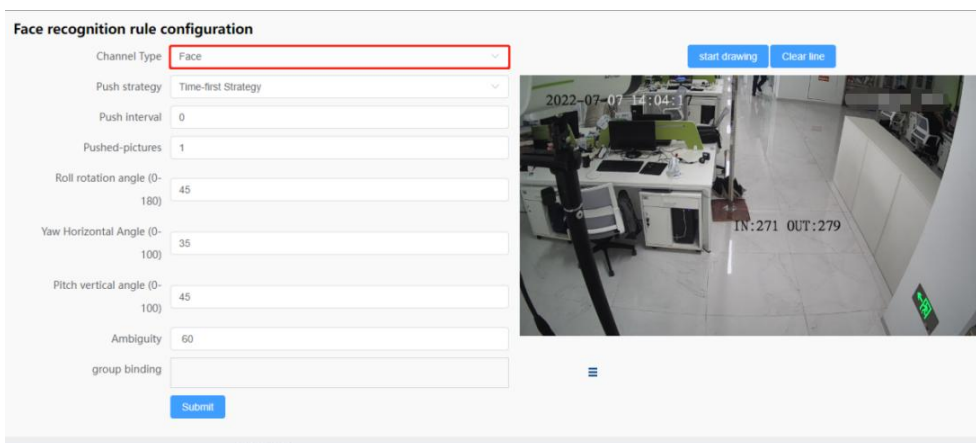 Face recognition rule configuration
Channel Type Face
start drawing Clear line
Push strategy Time-first Strategy
Push interval 0
Pushed-pictures 1
Roll rotation angle (0-
180) 45
Yaw Horizontal Angle (0-
100) 35
Pitch vertical angle (0-
100) 45
Ambiguity 60
group binding
Submit
2022-07-07 14:04:17
IN:271 OUT:279